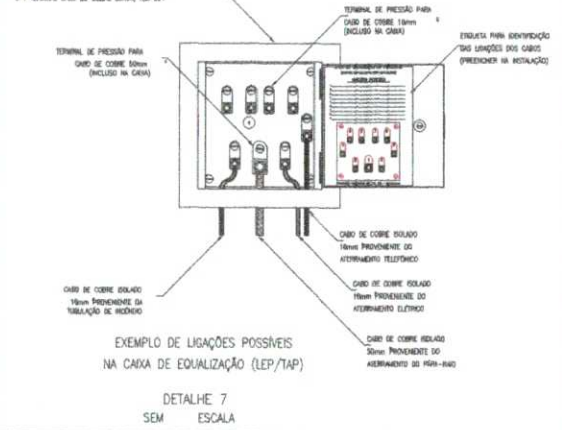 TERMINAL DE PRESSÃO PARA
CABO DE COBRE 16mm
(INCLUSO NA CAIXA)
ETIQUETA PARA IDENTIFICAÇÃO
DAS LIGAÇÕES DOS CABOS
(PREENCHER NA INSTALAÇÃO)
TERMINAL DE PRESSÃO PARA
CABO DE COBRE 50mm
(INCLUSO NA CAIXA)
CABO DE COBRE ISOLADO
16mm PROVENIENTE DO
ATERRAMENTO TELEFÔNICO
CABO DE COBRE ISOLADO
16mm PROVENIENTE DA
TUBULAÇÃO DE INCÊNDIO
CABO DE COBRE ISOLADO
16mm PROVENIENTE DO
ATERRAMENTO ELÉTRICO
CABO DE COBRE ISOLADO
50mm PROVENIENTE DO
ATERRAMENTO DO PÁRA-RAIO
EXEMPLO DE LIGAÇÕES POSSÍVEIS
NA CAIXA DE EQUALIZAÇÃO (LEP/TAP)
DETALHE 7
SEM ESCALA